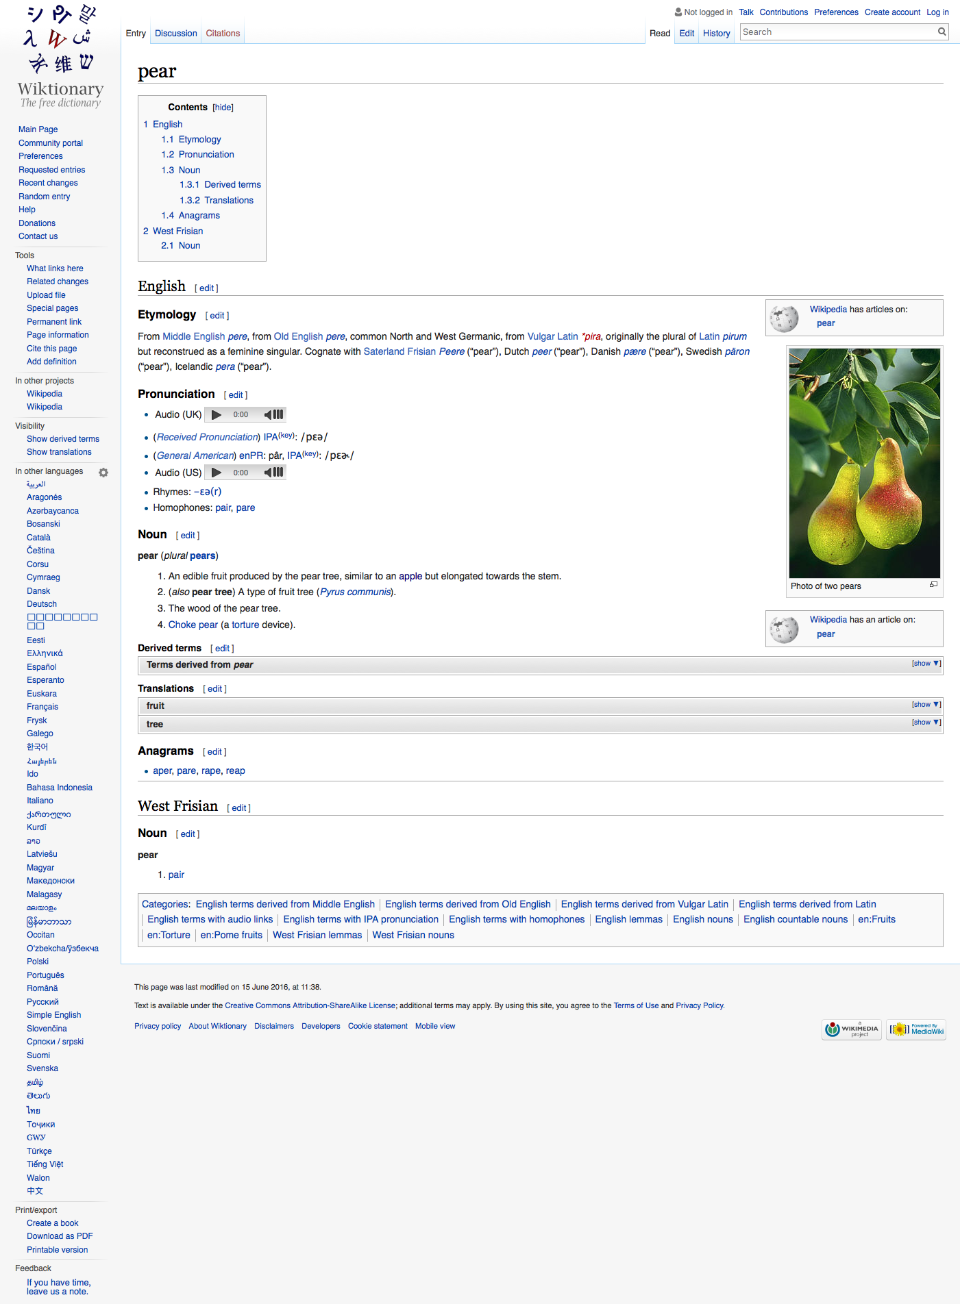 Not logged in Talk Contributions Preferences Create account Log in
Entry Discussion Citations Read Edit History Search
Wiktionary
The free dictionary
Main Page
Community portal
Preferences
Requested entries
Recent changes
Random entry
Help
Donations
Contact us
Tools
What links here
Related changes
Upload file
Special pages
Permanent link
Page information
Cite this page
Add definition
In other projects
Wikipedia
Wikipedia
Visibility
Show derived terms
Show translations
In other languages
العربية
Aragonés
Azərbaycanca
Bosanski
Català
Čeština
Corsu
Cymraeg
Dansk
Deutsch
Eesti
Ελληνικά
Español
Esperanto
Euskara
Français
Frysk
Galego
한국어
Հայերեն
Ido
Bahasa Indonesia
Italiano
ქართული
Kurdî
ລາວ
Latviešu
Magyar
Македонски
Malagasy
മലയാളം
မြန်မာဘာသာ
Occitan
Oʻzbekcha/ўзбекча
Polski
Português
Română
Русский
Simple English
Slovenčina
Српски / srpski
Suomi
Svenska
தமிழ்
తెలుగు
ไทย
Тоҷикӣ
ᏣᎳᎩ
Türkçe
Tiếng Việt
Walon
中文
Print/export
Create a book
Download as PDF
Printable version
Feedback
If you have time,
leave us a note.
pear
Contents [hide]
1 English
1.1 Etymology
1.2 Pronunciation
1.3 Noun
1.3.1 Derived terms
1.3.2 Translations
1.4 Anagrams
2 West Frisian
2.1 Noun
English [ edit ]
Etymology [ edit ]
From Middle English pere, from Old English pere, common North and West Germanic, from Vulgar Latin *pira, originally the plural of Latin pirum
but reconstrued as a feminine singular. Cognate with Saterland Frisian Peere ("pear"), Dutch peer ("pear"), Danish pære ("pear"), Swedish päron
("pear"), Icelandic pera ("pear").
Wikipedia has articles on:
pear
Pronunciation [ edit ]
Audio (UK) 0:00
(Received Pronunciation) IPA(key): /pɛə/
(General American) enPR: pâr, IPA(key): /pɛɚ/
Audio (US) 0:00
Rhymes: -ɛə(r)
Homophones: pair, pare
Noun [ edit ]
pear (plural pears)
1. An edible fruit produced by the pear tree, similar to an apple but elongated towards the stem.
2. (also pear tree) A type of fruit tree (Pyrus communis).
3. The wood of the pear tree.
4. Choke pear (a torture device).
Photo of two pears
Wikipedia has an article on:
pear
Derived terms [ edit ]
Terms derived from pear [show ▼]
Translations [ edit ]
fruit [show ▼]
tree [show ▼]
Anagrams [ edit ]
aper, pare, rape, reap
West Frisian [ edit ]
Noun [ edit ]
pear
1. pair
Categories: English terms derived from Middle English | English terms derived from Old English | English terms derived from Vulgar Latin | English terms derived from Latin
| English terms with audio links | English terms with IPA pronunciation | English terms with homophones | English lemmas | English nouns | English countable nouns | en:Fruits
| en:Torture | en:Pome fruits | West Frisian lemmas | West Frisian nouns
This page was last modified on 15 June 2016, at 11:38.
Text is available under the Creative Commons Attribution-ShareAlike License; additional terms may apply. By using this site, you agree to the Terms of Use and Privacy Policy.
Privacy policy About Wiktionary Disclaimers Developers Cookie statement Mobile view
a
WIKIMEDIA
project
Powered By
MediaWiki